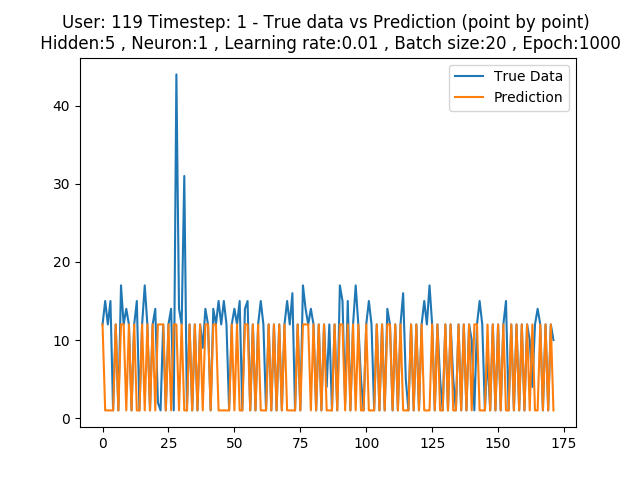 User: 119 Timestep: 1 - True data vs Prediction (point by point)
Hidden:5 , Neuron:1 , Learning rate:0.01 , Batch size:20 , Epoch:1000
True Data
Prediction
40
30
20
10
0
0 25 50 75 100 125 150 175